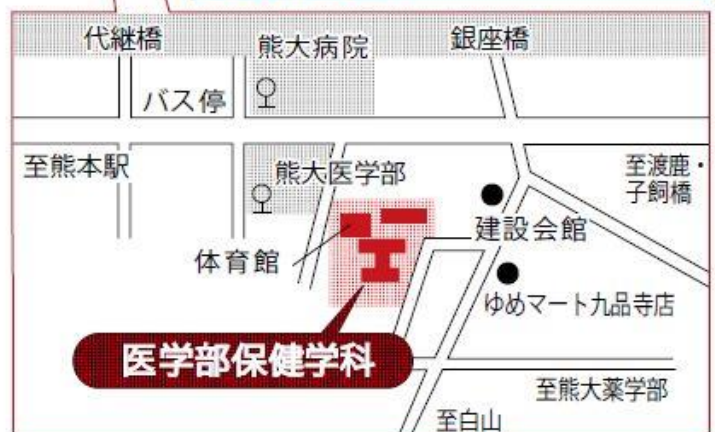 代継橋
熊大病院
銀座橋
バス停
至熊本駅
熊大医学部
至渡鹿・
子飼橋
建設会館
体育館
ゆめマート九品寺店
医学部保健学科
至熊大薬学部
至白山